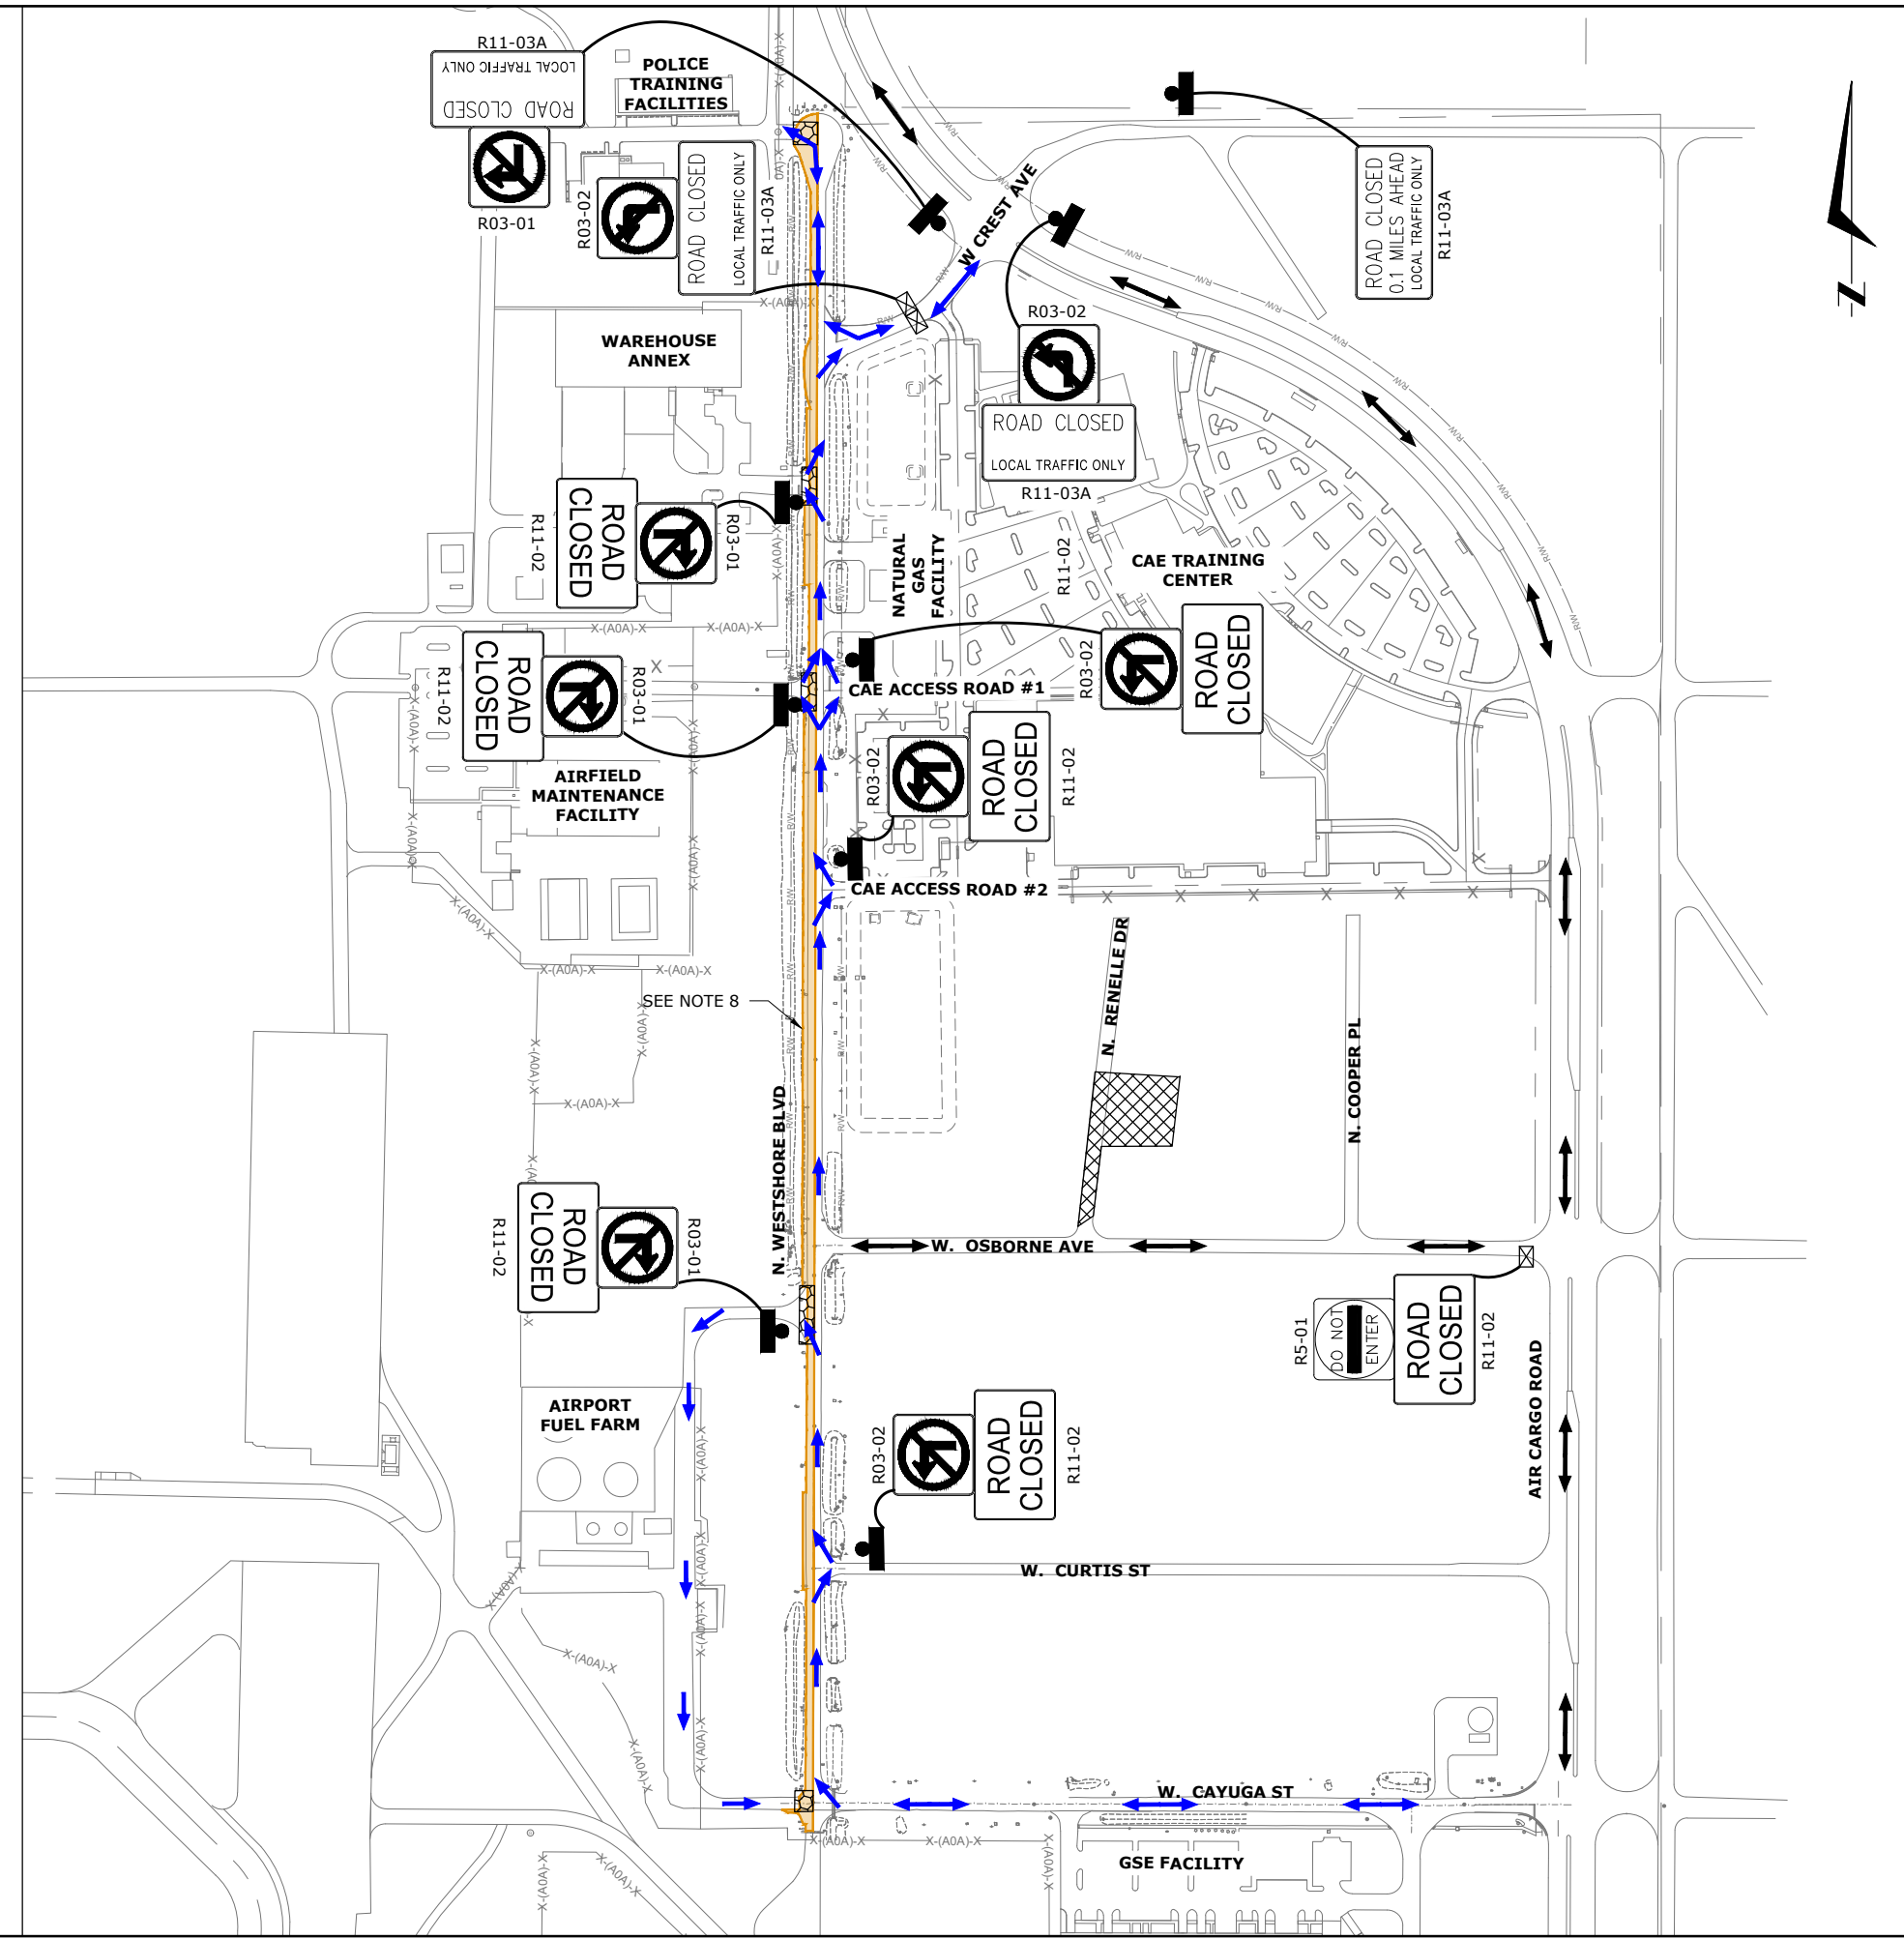 R11-03A
LOCAL TRAFFIC ONLY
ROAD CLOSED
R03-01
POLICE
TRAINING
FACILITIES
R03-02
ROAD CLOSED
LOCAL TRAFFIC ONLY
R11-03A
W CREST AVE
ROAD CLOSED
0.1 MILES AHEAD
LOCAL TRAFFIC ONLY
R11-03A
N
WAREHOUSE
ANNEX
R03-02
ROAD CLOSED
LOCAL TRAFFIC ONLY
R11-03A
R11-02
ROAD
CLOSED
R03-01
NATURAL
GAS
FACILITY
R11-02
CAE TRAINING
CENTER
R03-02
ROAD
CLOSED
R11-02
ROAD
CLOSED
R03-01
CAE ACCESS ROAD #1
AIRFIELD
MAINTENANCE
FACILITY
R03-02
ROAD
CLOSED
R11-02
CAE ACCESS ROAD #2
SEE NOTE 8
N. WESTSHORE BLVD
N. RENELLE DR
N. COOPER PL
W. OSBORNE AVE
R11-02
ROAD
CLOSED
R03-01
R5-01
DO NOT
ENTER
ROAD
CLOSED
R11-02
AIR CARGO ROAD
AIRPORT
FUEL FARM
R03-02
ROAD
CLOSED
R11-02
W. CURTIS ST
W. CAYUGA ST
GSE FACILITY
X-(AOA)-X
X-(AOA)-X
X-(AOA)-X
X-(AOA)-X
R/W
R/W
R/W
R/W